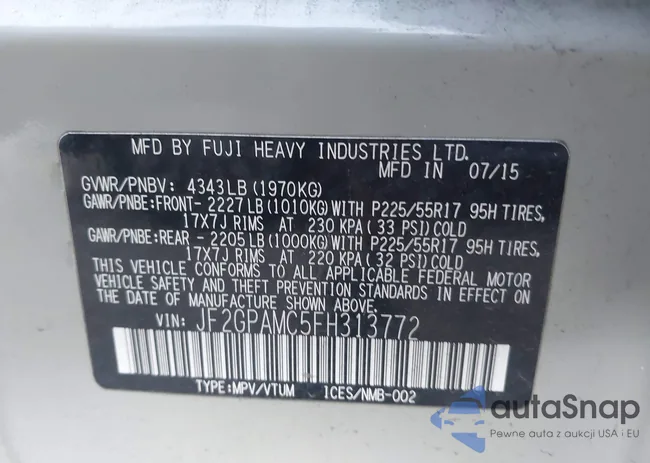 MFD BY FUJI HEAVY INDUSTRIES LTD.
MFD IN 07/15
GVWR/PNBV: 4343LB (1970KG)
GAWR/PNBE:FRONT- 2227LB (1010KG) WITH P225/55R17 95H TIRES,
17X7J RIMS AT 230 KPA ( 33 PSI) COLD
GAWR/PNBE:REAR - 2205LB (1000KG) WITH P225/55R17 95H TIRES,
17X7J RIMS AT 220 KPA ( 32 PSI) COLD
THIS VEHICLE CONFORMS TO ALL APPLICABLE FEDERAL MOTOR
VEHICLE SAFETY AND THEFT PREVENTION STANDARDS IN EFFECT ON
THE DATE OF MANUFACTURE SHOWN ABOVE.
VIN: JF2GPAMC5FH313772
TYPE:MPV/VTUM 1CES/NMB-002
autaSnap
Pewne auta z aukcji USA i EU